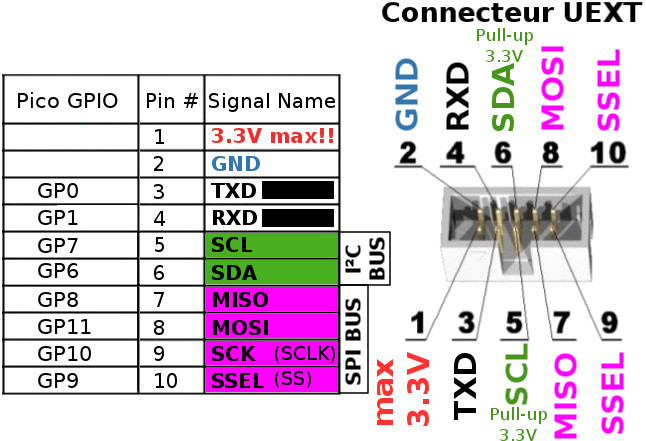 Connecteur UEXT
Pull-up
3.3V
GND
RXD
SDA
MOSI
SSEL
2 4 6 8 10
1 3 5 7 9
max
3.3V
TXD
SCL
MISO
SSEL
Pull-up
3.3V
Pico GPIO Pin # Signal Name
1 3.3V max!!
2 GND
GP0 3 TXD
GP1 4 RXD
GP7 5 SCL
GP6 6 SDA
GP8 7 MISO
GP11 8 MOSI
GP10 9 SCK (SCLK)
GP9 10 SSEL (SS)
I²C
BUS
SPI BUS